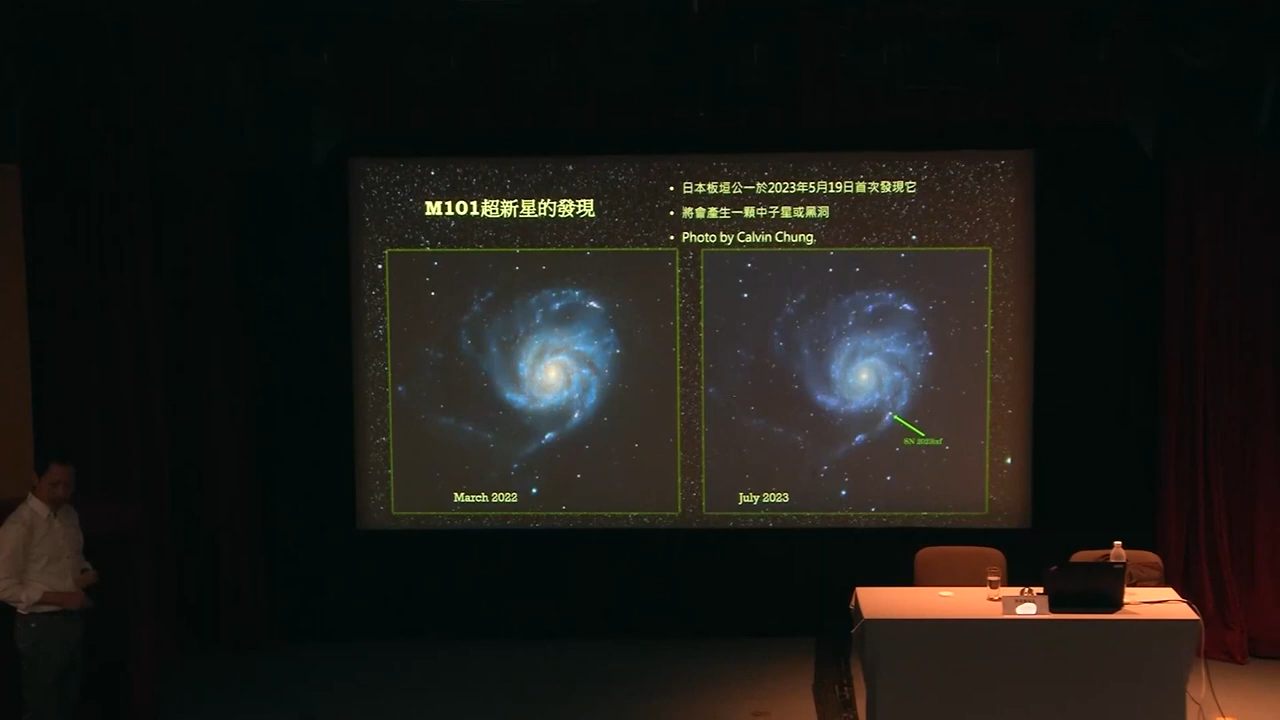 M101超新星的發現
• 日本板垣公一於2023年5月19日首次發現它
• 將會產生一顆中子星或黑洞
• Photo by Calvin Chung.
March 2022
July 2023
SN 2023ixf